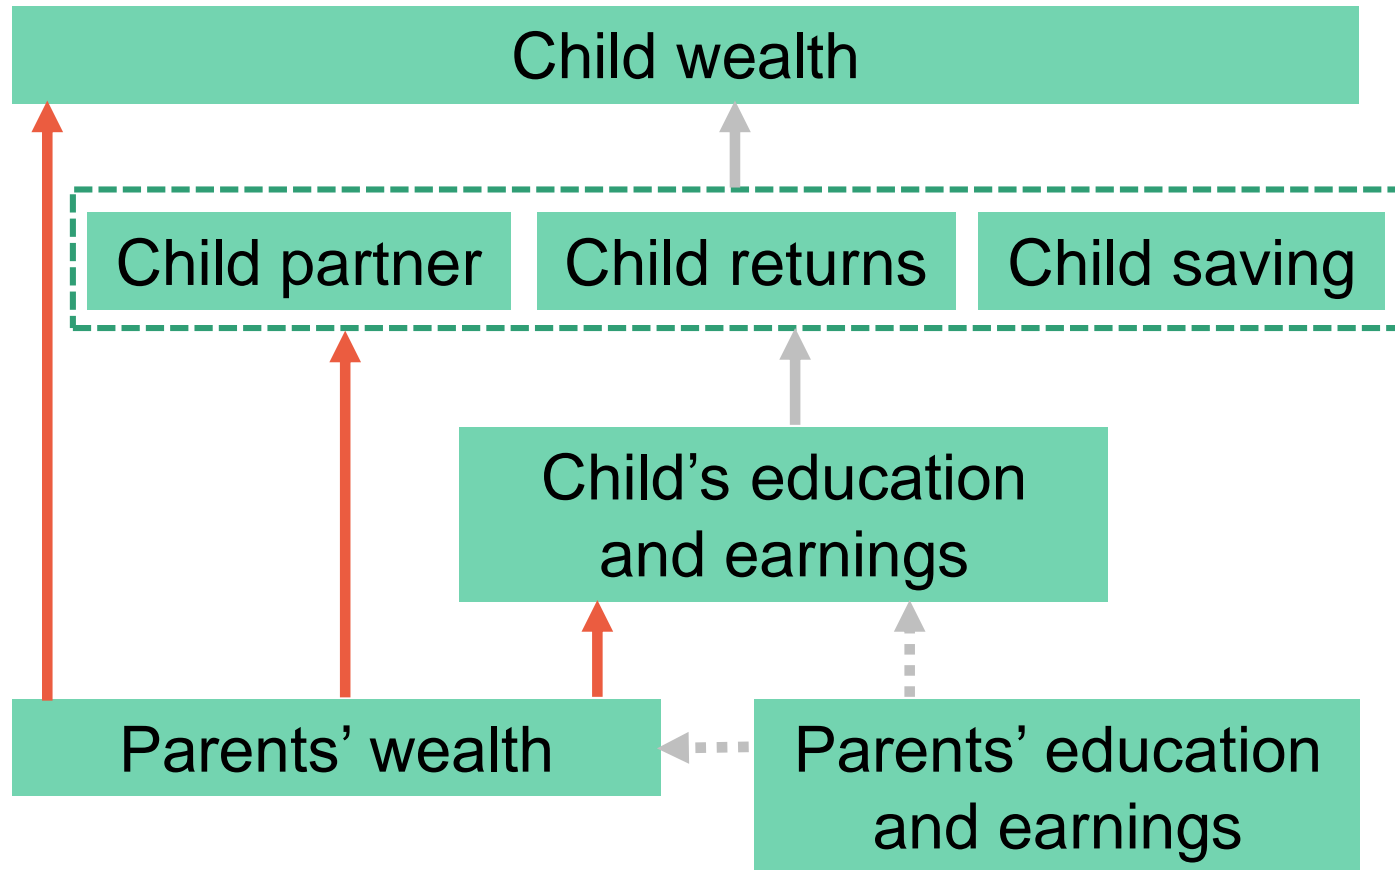 Child wealth
Child partner
Child returns
Child saving
Child’s education
and earnings
Parents’ wealth
Parents’ education
and earnings